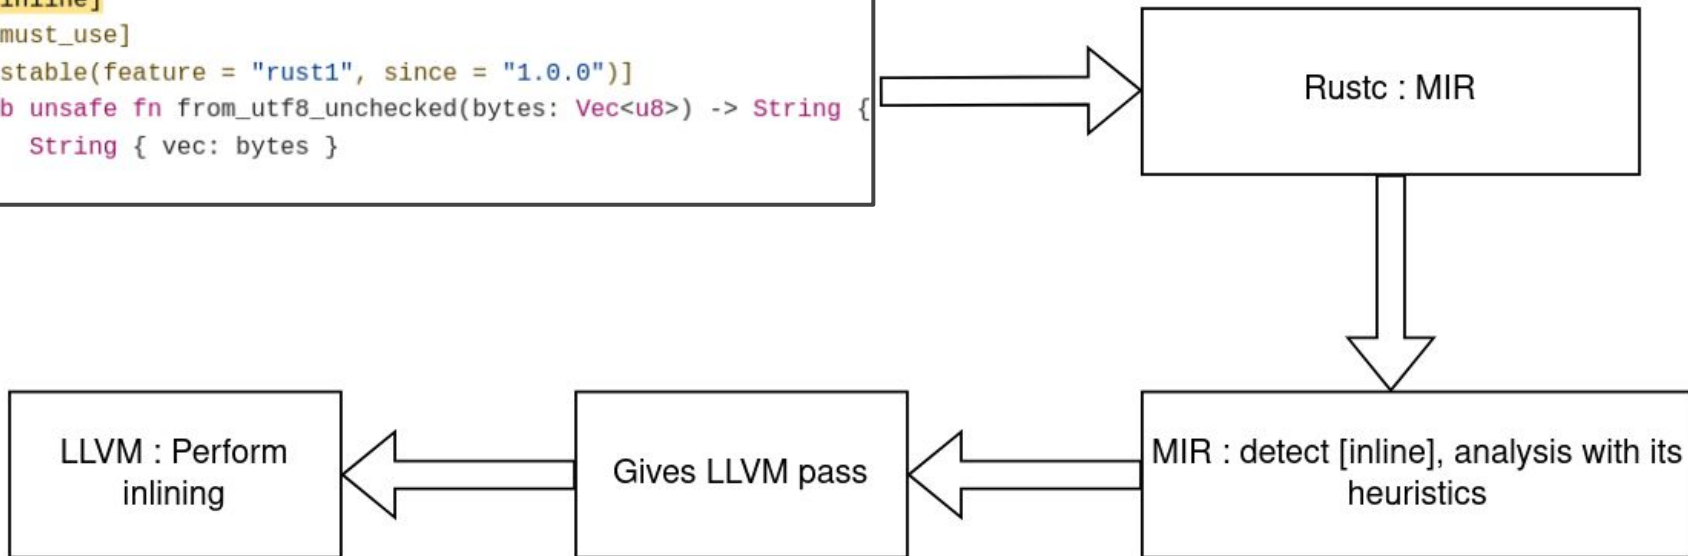 inline]
must_use]
stable(feature = "rust1", since = "1.0.0")]
b unsafe fn from_utf8_unchecked(bytes: Vec<u8>) -> String {
String { vec: bytes }
Rustc : MIR
MIR : detect [inline], analysis with its
heuristics
Gives LLVM pass
LLVM : Perform
inlining